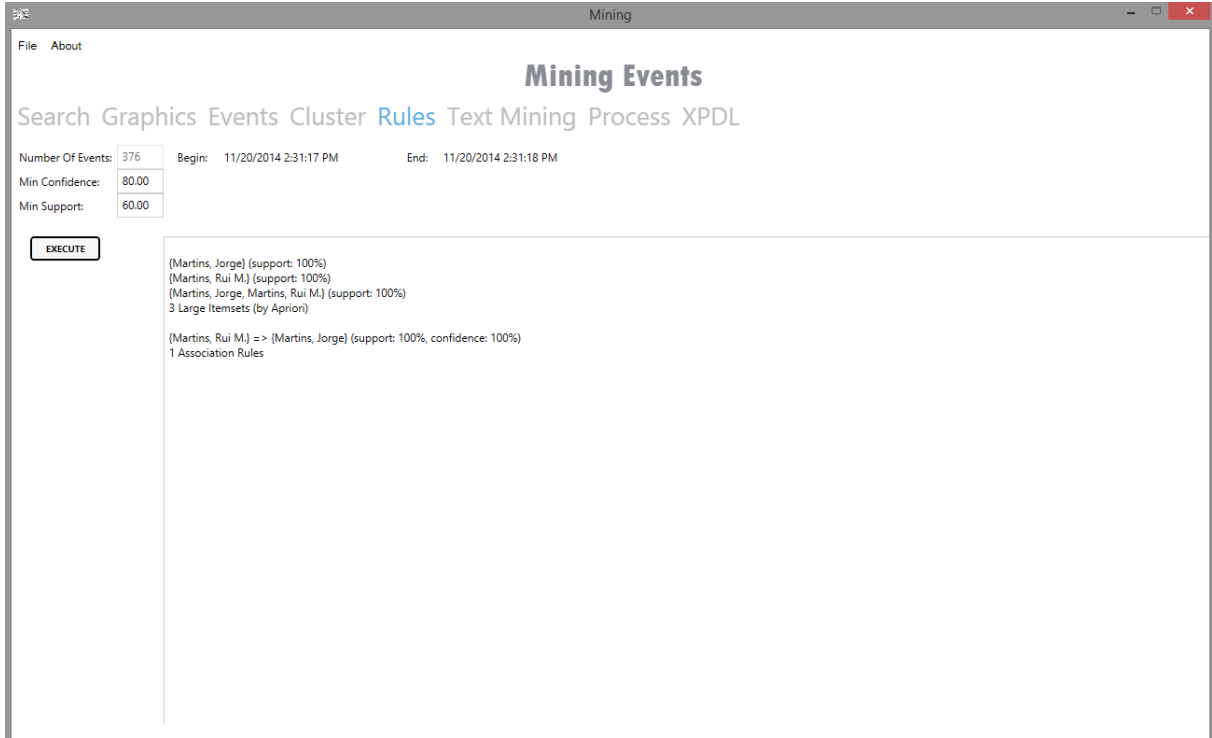 Mining
File About
Mining Events
Search Graphics Events Cluster Rules Text Mining Process XPDL
Number Of Events: 376 Begin: 11/20/2014 2:31:17 PM End: 11/20/2014 2:31:18 PM
Min Confidence: 80.00
Min Support: 60.00
EXECUTE
{Martins, Jorge} (support: 100%)
{Martins, Rui M.} (support: 100%)
{Martins, Jorge, Martins, Rui M.} (support: 100%)
3 Large Itemsets (by Apriori)
{Martins, Rui M.} => {Martins, Jorge} (support: 100%, confidence: 100%)
1 Association Rules